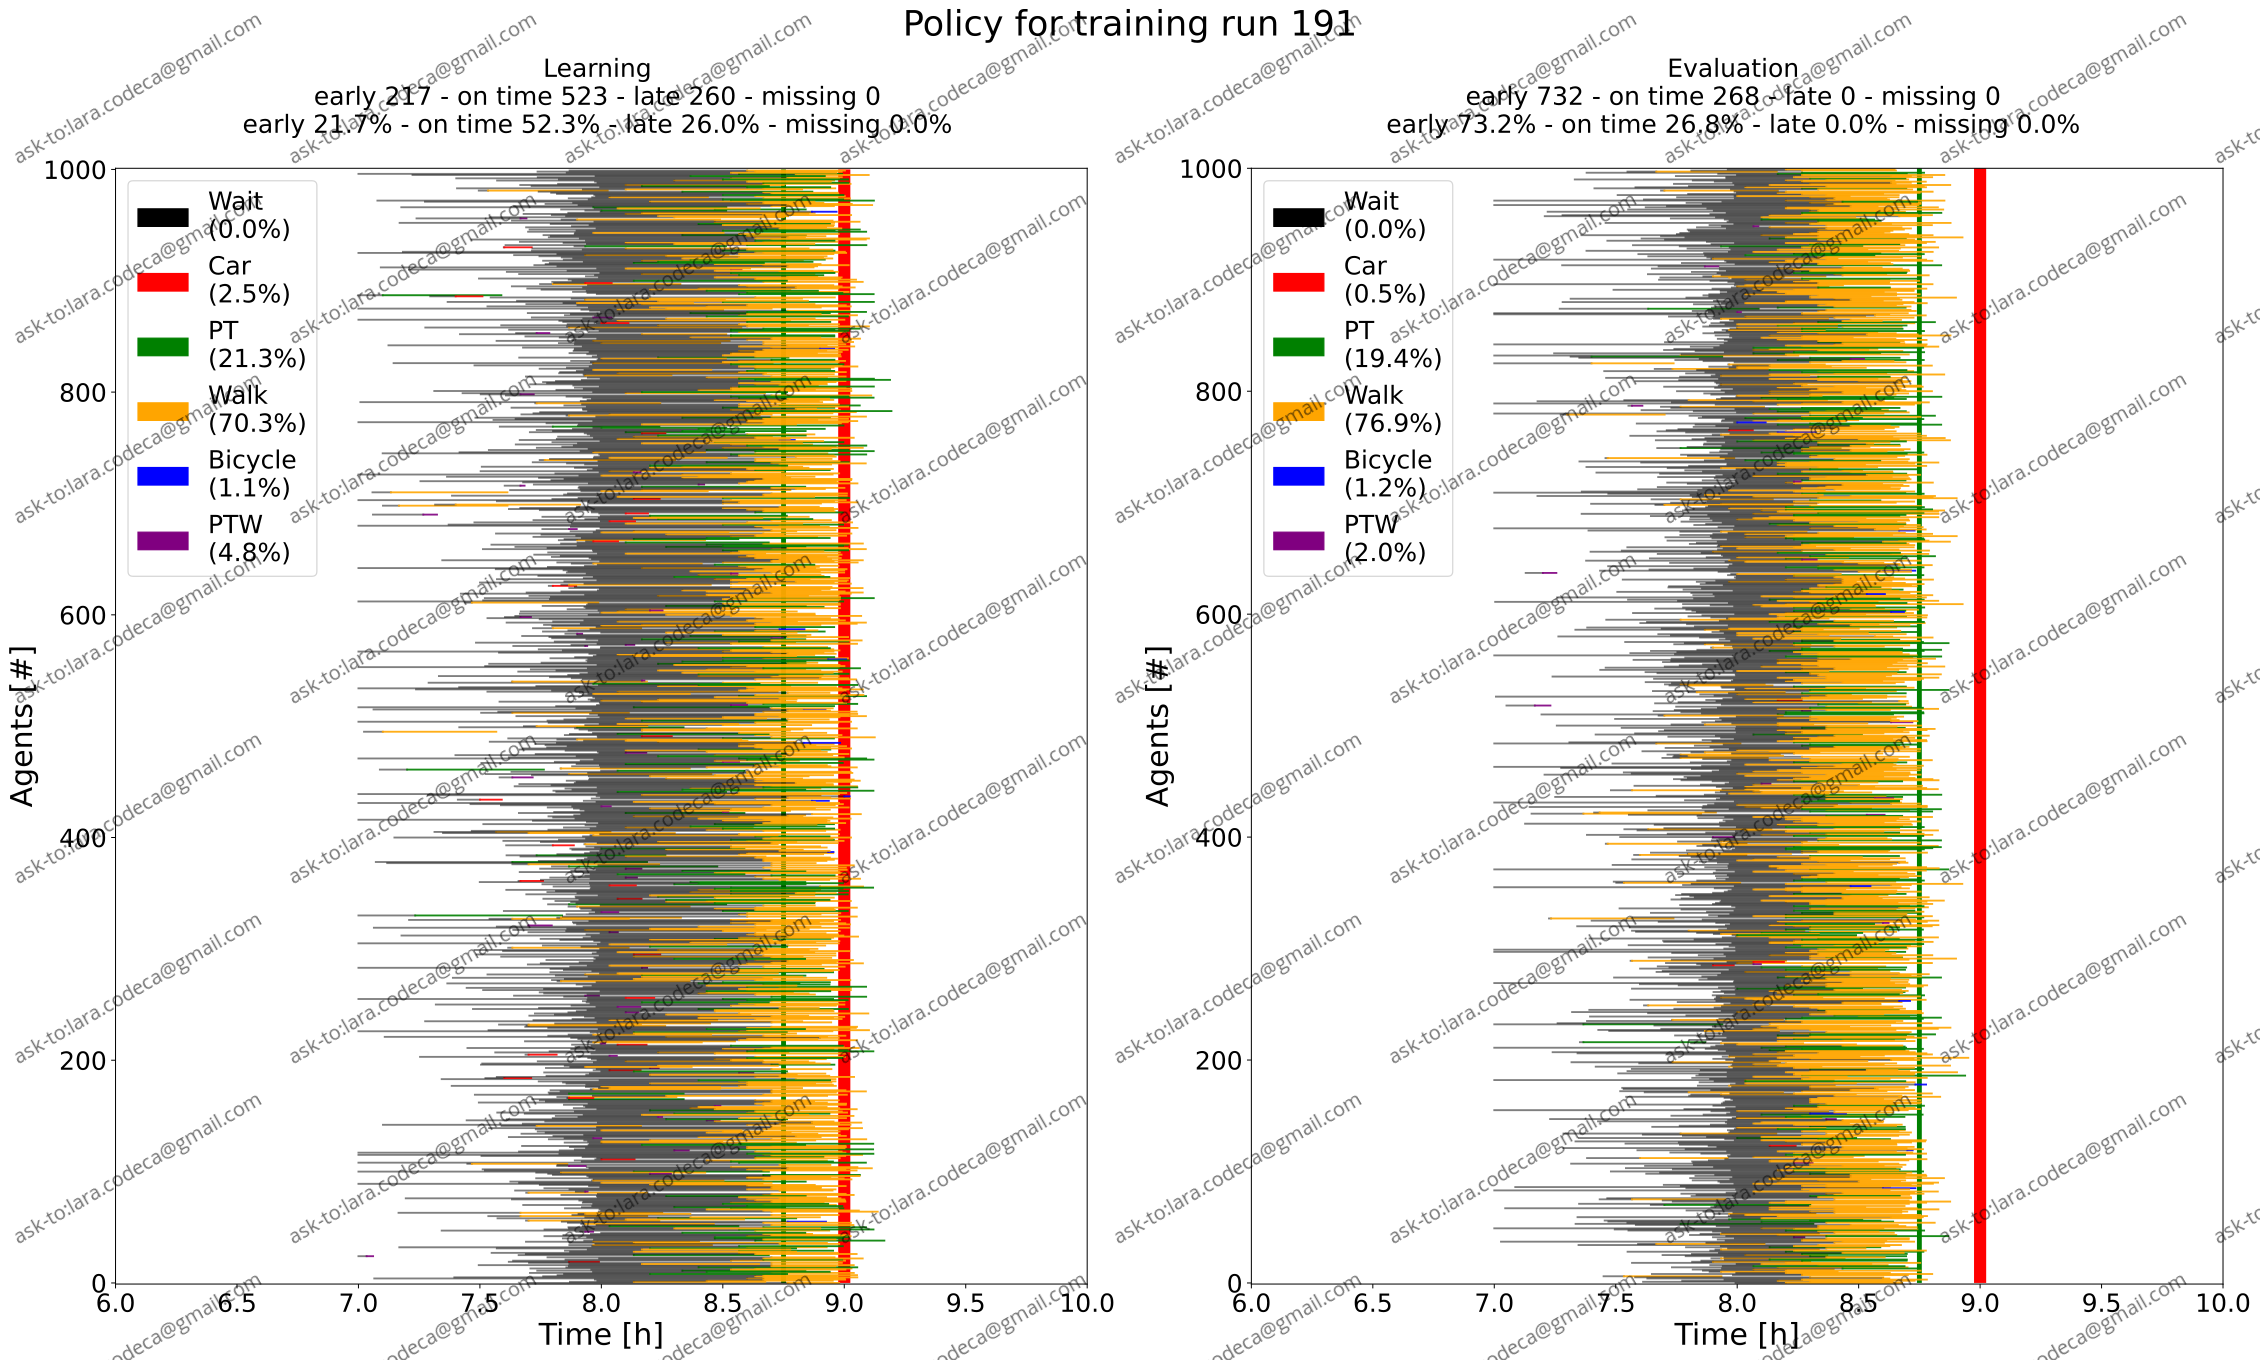 Policy for training run 191
Learning
early 217 - on time 523 - late 260 - missing 0
early 21.7% - on time 52.3% - late 26.0% - missing 0.0%
Wait
(0.0%)
Car
(2.5%)
PT
(21.3%)
Walk
(70.3%)
Bicycle
(1.1%)
PTW
(4.8%)
Agents [#]
1000
800
600
400
200
0
6.0 6.5 7.0 7.5 8.0 8.5 9.0 9.5 10.0
Time [h]
Evaluation
early 732 - on time 268 - late 0 - missing 0
early 73.2% - on time 26.8% - late 0.0% - missing 0.0%
Wait
(0.0%)
Car
(0.5%)
PT
(19.4%)
Walk
(76.9%)
Bicycle
(1.2%)
PTW
(2.0%)
Agents [#]
1000
800
600
400
200
0
6.0 6.5 7.0 7.5 8.0 8.5 9.0 9.5 10.0
Time [h]
ask-to:lara.codeca@gmail.com